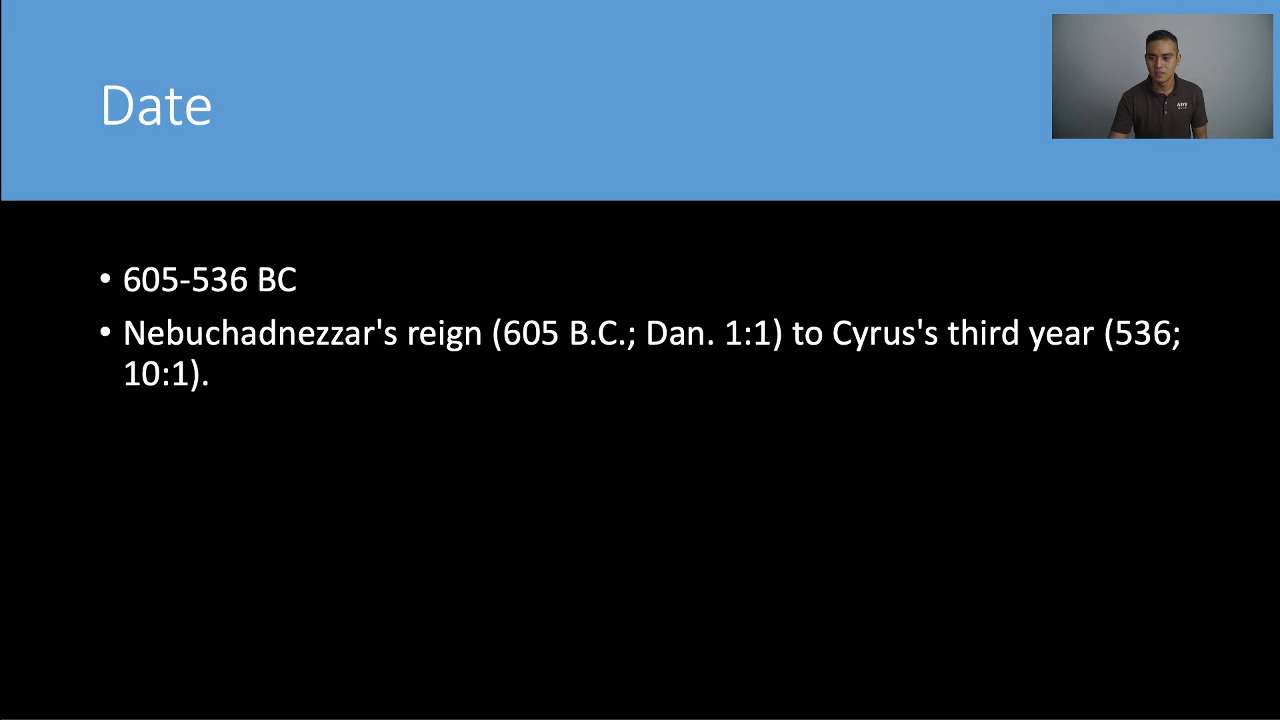 Date
• 605-536 BC
• Nebuchadnezzar's reign (605 B.C.; Dan. 1:1) to Cyrus's third year (536;
10:1).